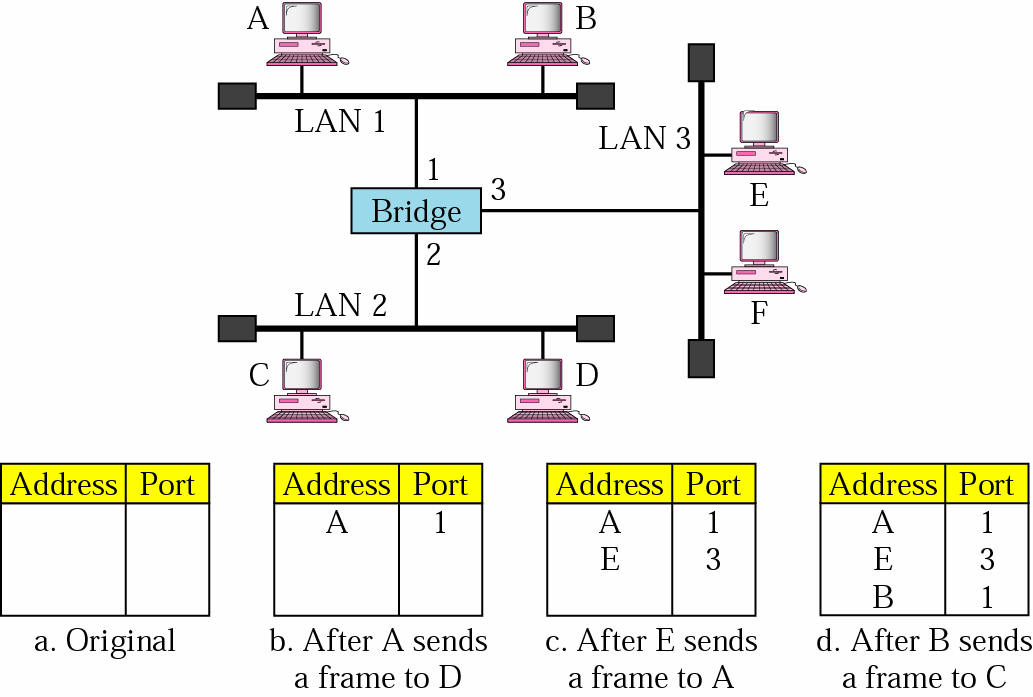 A
B
LAN 1
LAN 3
1
3
Bridge
E
2
LAN 2
F
C
D
Address Port
a. Original
Address Port
A 1
b. After A sends
a frame to D
Address Port
A 1
E 3
c. After E sends
a frame to A
Address Port
A 1
E 3
B 1
d. After B sends
a frame to C